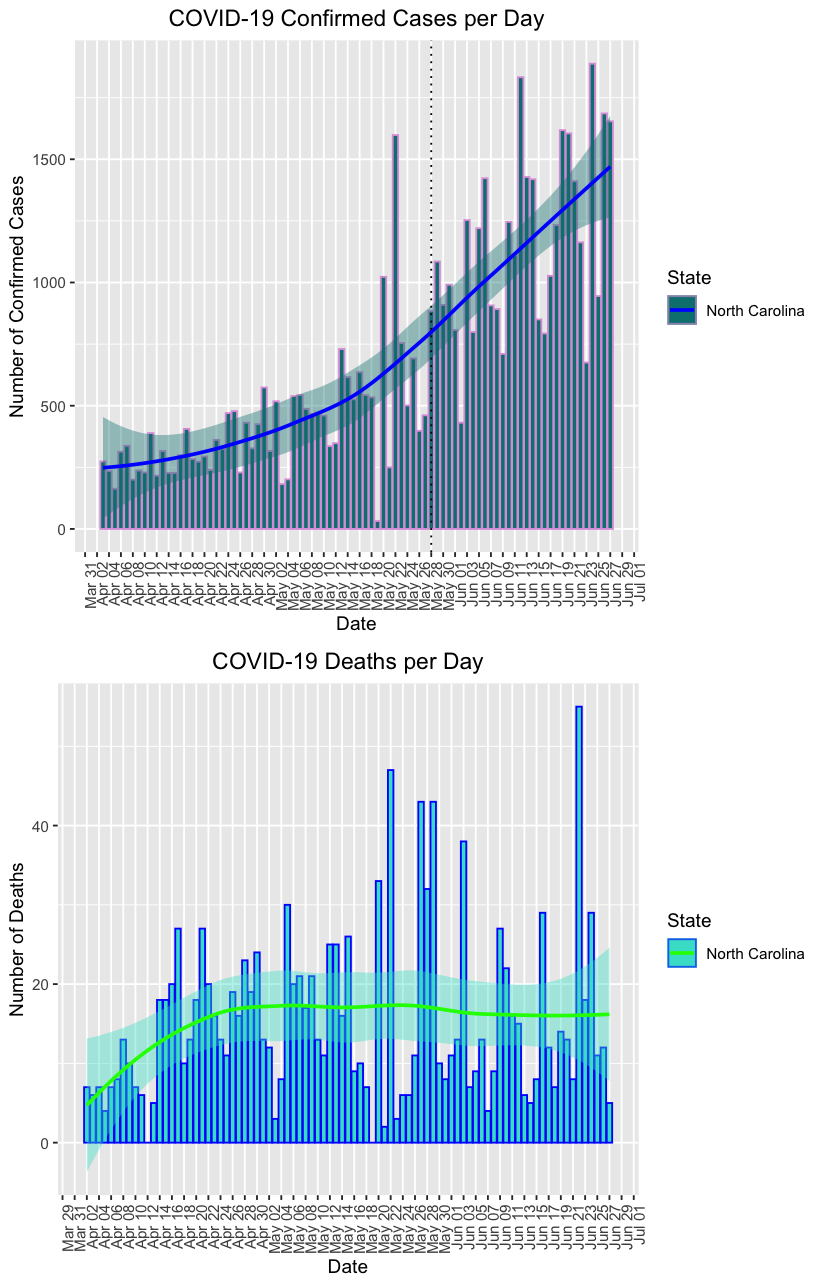 COVID-19 Confirmed Cases per Day
Number of Confirmed Cases
1500
1000
500
0
Mar 31
Apr 02
Apr 04
Apr 06
Apr 08
Apr 10
Apr 12
Apr 14
Apr 16
Apr 18
Apr 20
Apr 22
Apr 24
Apr 26
Apr 28
Apr 30
May 02
May 04
May 06
May 08
May 10
May 12
May 14
May 16
May 18
May 20
May 22
May 24
May 26
May 28
May 30
Jun 01
Jun 03
Jun 05
Jun 07
Jun 09
Jun 11
Jun 13
Jun 15
Jun 17
Jun 19
Jun 21
Jun 23
Jun 25
Jun 27
Jun 29
Jul 01
Date
State
North Carolina
COVID-19 Deaths per Day
Number of Deaths
40
20
0
Mar 29
Mar 31
Apr 02
Apr 04
Apr 06
Apr 08
Apr 10
Apr 12
Apr 14
Apr 16
Apr 18
Apr 20
Apr 22
Apr 24
Apr 26
Apr 28
Apr 30
May 02
May 04
May 06
May 08
May 10
May 12
May 14
May 16
May 18
May 20
May 22
May 24
May 26
May 28
May 30
Jun 01
Jun 03
Jun 05
Jun 07
Jun 09
Jun 11
Jun 13
Jun 15
Jun 17
Jun 19
Jun 21
Jun 23
Jun 25
Jun 27
Jun 29
Jul 01
Date
State
North Carolina